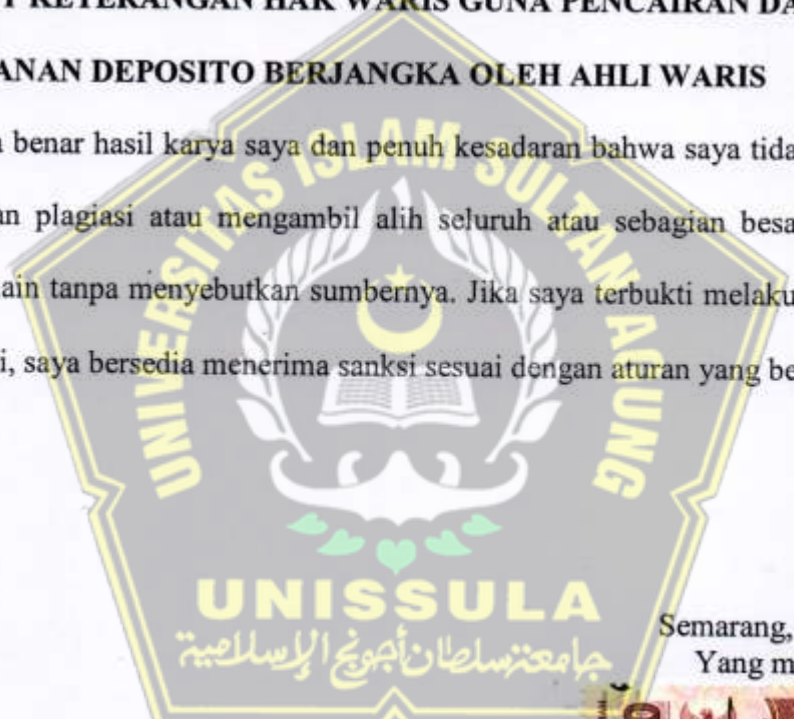 KETERANGAN HAK WARIS GUNA PENCAIRAN DA
ANAN DEPOSITO BERJANGKA OLEH AHLI WARIS
benar hasil karya saya dan penuh kesadaran bahwa saya tida
an plagiasi atau mengambil alih seluruh atau sebagian besa
ain tanpa menyebutkan sumbernya. Jika saya terbukti melaku
i, saya bersedia menerima sanksi sesuai dengan aturan yang be
UNIVERSITAS ISLAM SULTAN AGUNG
UNISSULA
جامعتسلطان أجونج الإسلامية
Semarang,
Yang m